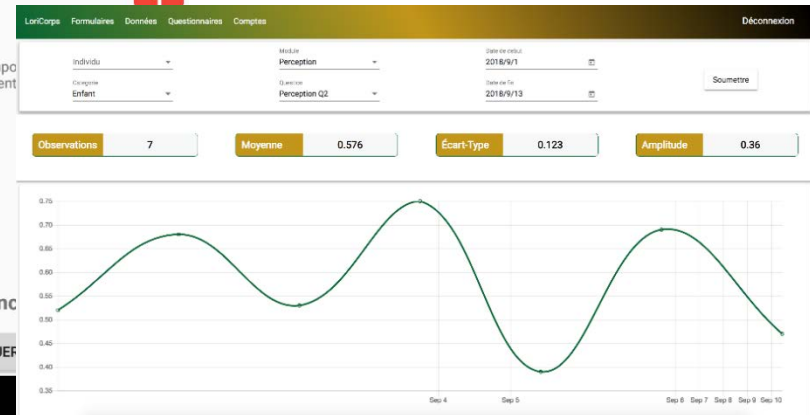 LoriCorps Formulaires Données Questionnaires Comptes Déconnexion
Module Date de début
Individu Perception 2018/9/1
Catégorie Question Date de fin Soumettre
Enfant Perception Q2 2018/9/13
Observations 7 Moyenne 0.576 Écart-Type 0.123 Amplitude 0.36
0.75
0.70
0.65
0.60
0.55
0.50
0.45
0.40
0.35
Sep 4 Sep 5 Sep 6 Sep 7 Sep 8 Sep 9 Sep 10